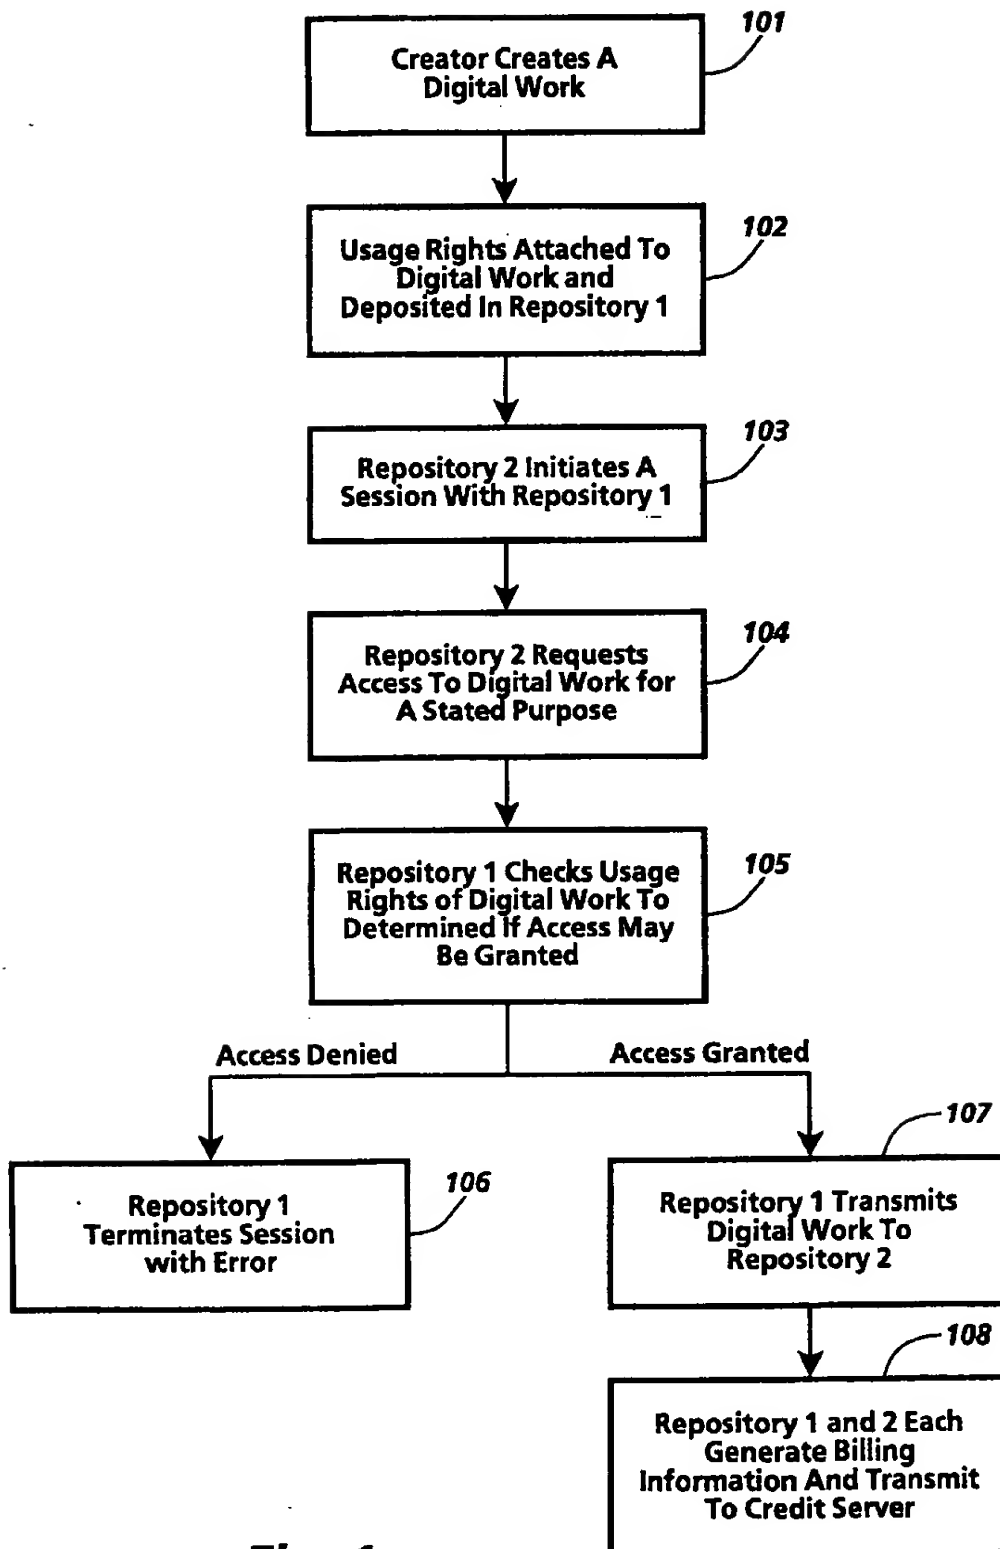 101
Creator Creates A
Digital Work
102
Usage Rights Attached To
Digital Work and
Deposited In Repository 1
103
Repository 2 Initiates A
Session With Repository 1
104
Repository 2 Requests
Access To Digital Work for
A Stated Purpose
105
Repository 1 Checks Usage
Rights of Digital Work To
Determined If Access May
Be Granted
Access Denied
Access Granted
106
Repository 1
Terminates Session
with Error
107
Repository 1 Transmits
Digital Work To
Repository 2
108
Repository 1 and 2 Each
Generate Billing
Information And Transmit
To Credit Server